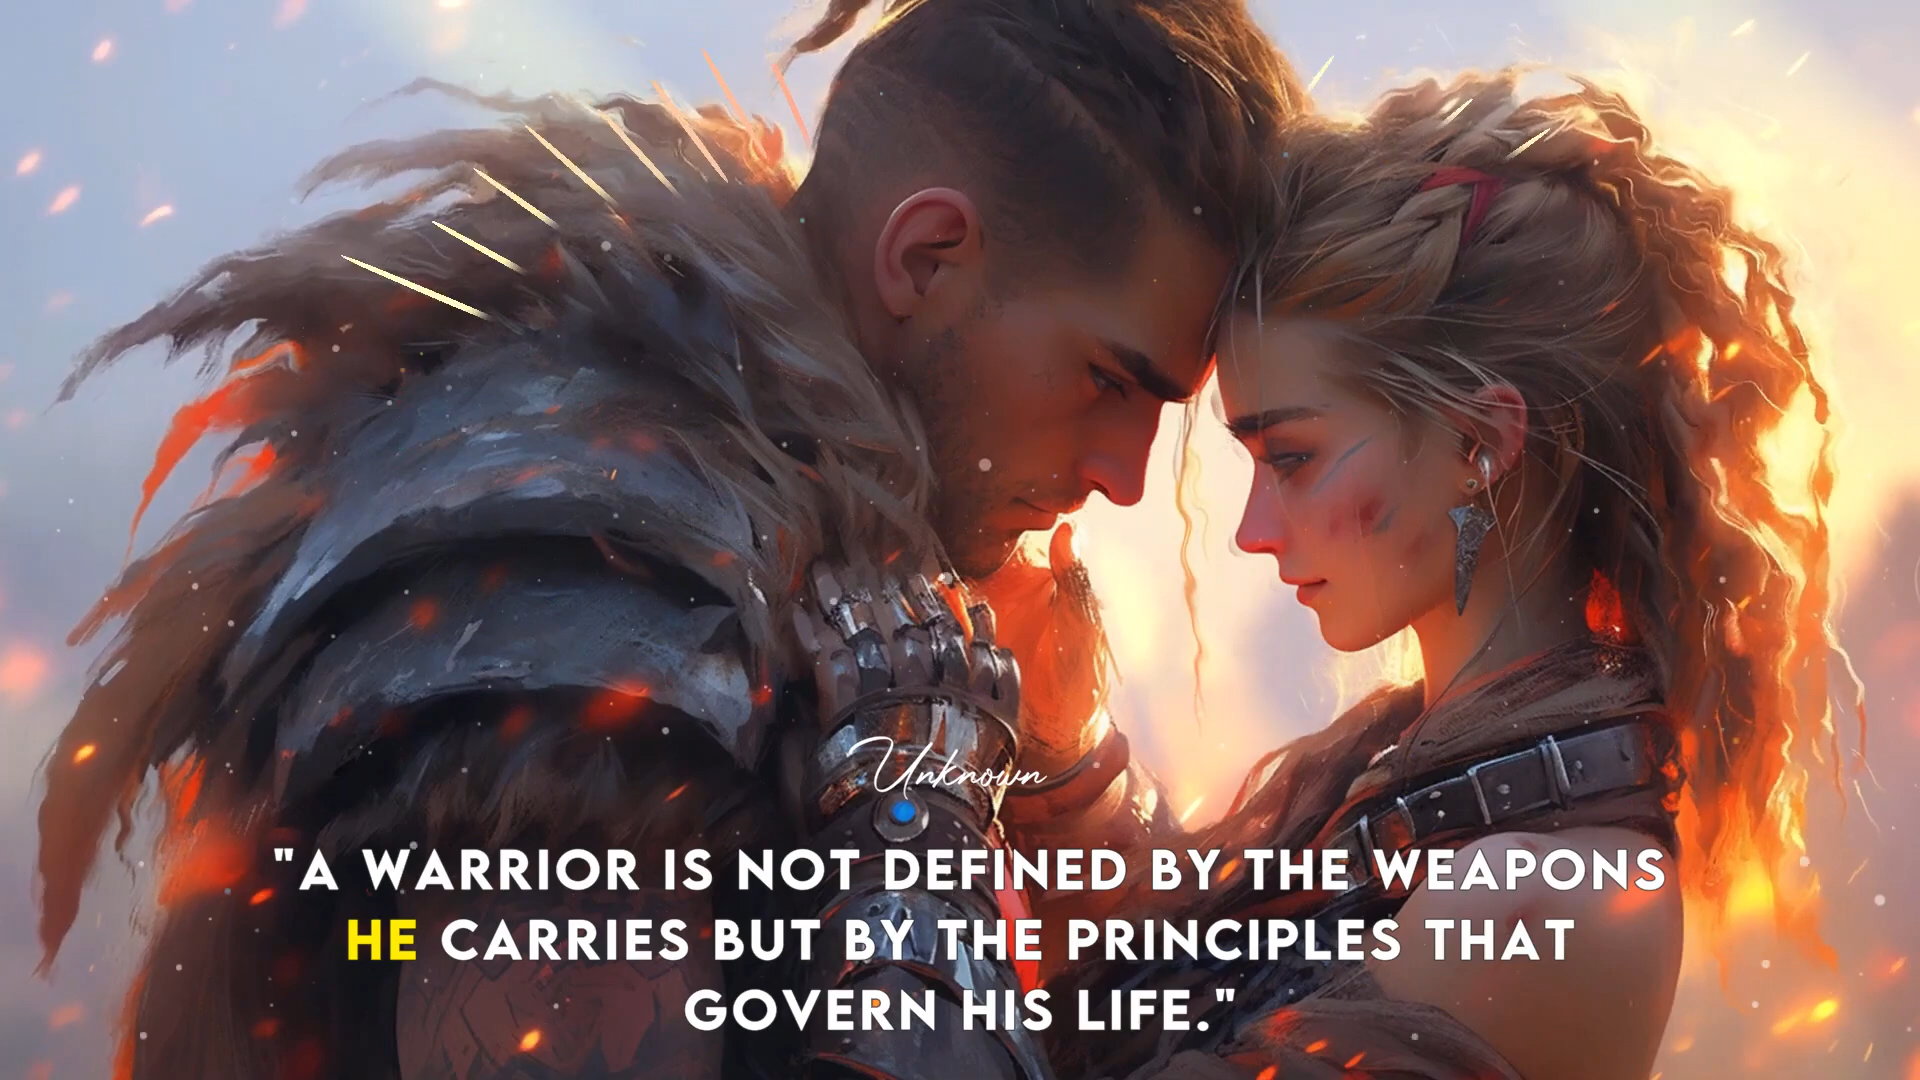 Unknown
"A WARRIOR IS NOT DEFINED BY THE WEAPONS
HE CARRIES BUT BY THE PRINCIPLES THAT
GOVERN HIS LIFE."